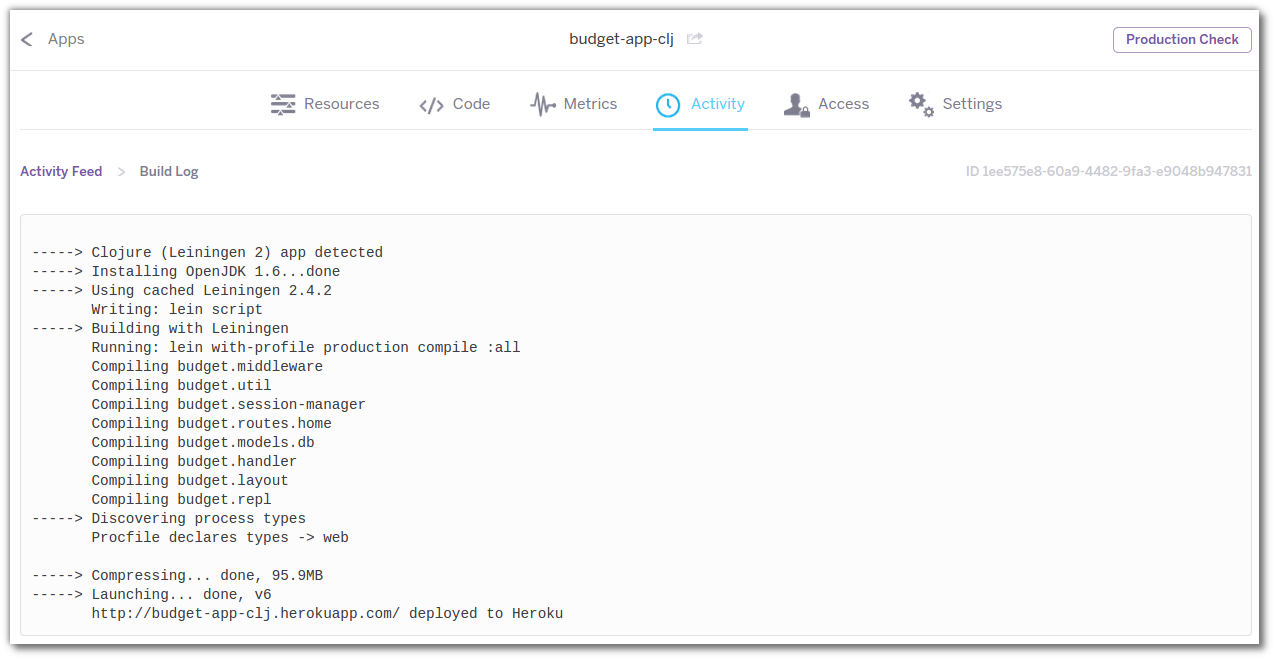 Apps
budget-app-clj
Production Check
Resources
Code
Metrics
Activity
Access
Settings
Activity Feed > Build Log
ID 1ee575e8-60a9-4482-9fa3-e9048b947831
-----> Clojure (Leiningen 2) app detected
-----> Installing OpenJDK 1.6...done
-----> Using cached Leiningen 2.4.2
       Writing: lein script
-----> Building with Leiningen
       Running: lein with-profile production compile :all
       Compiling budget.middleware
       Compiling budget.util
       Compiling budget.session-manager
       Compiling budget.routes.home
       Compiling budget.models.db
       Compiling budget.handler
       Compiling budget.layout
       Compiling budget.repl
-----> Discovering process types
       Procfile declares types -> web
-----> Compressing... done, 95.9MB
-----> Launching... done, v6
       http://budget-app-clj.herokuapp.com/ deployed to Heroku